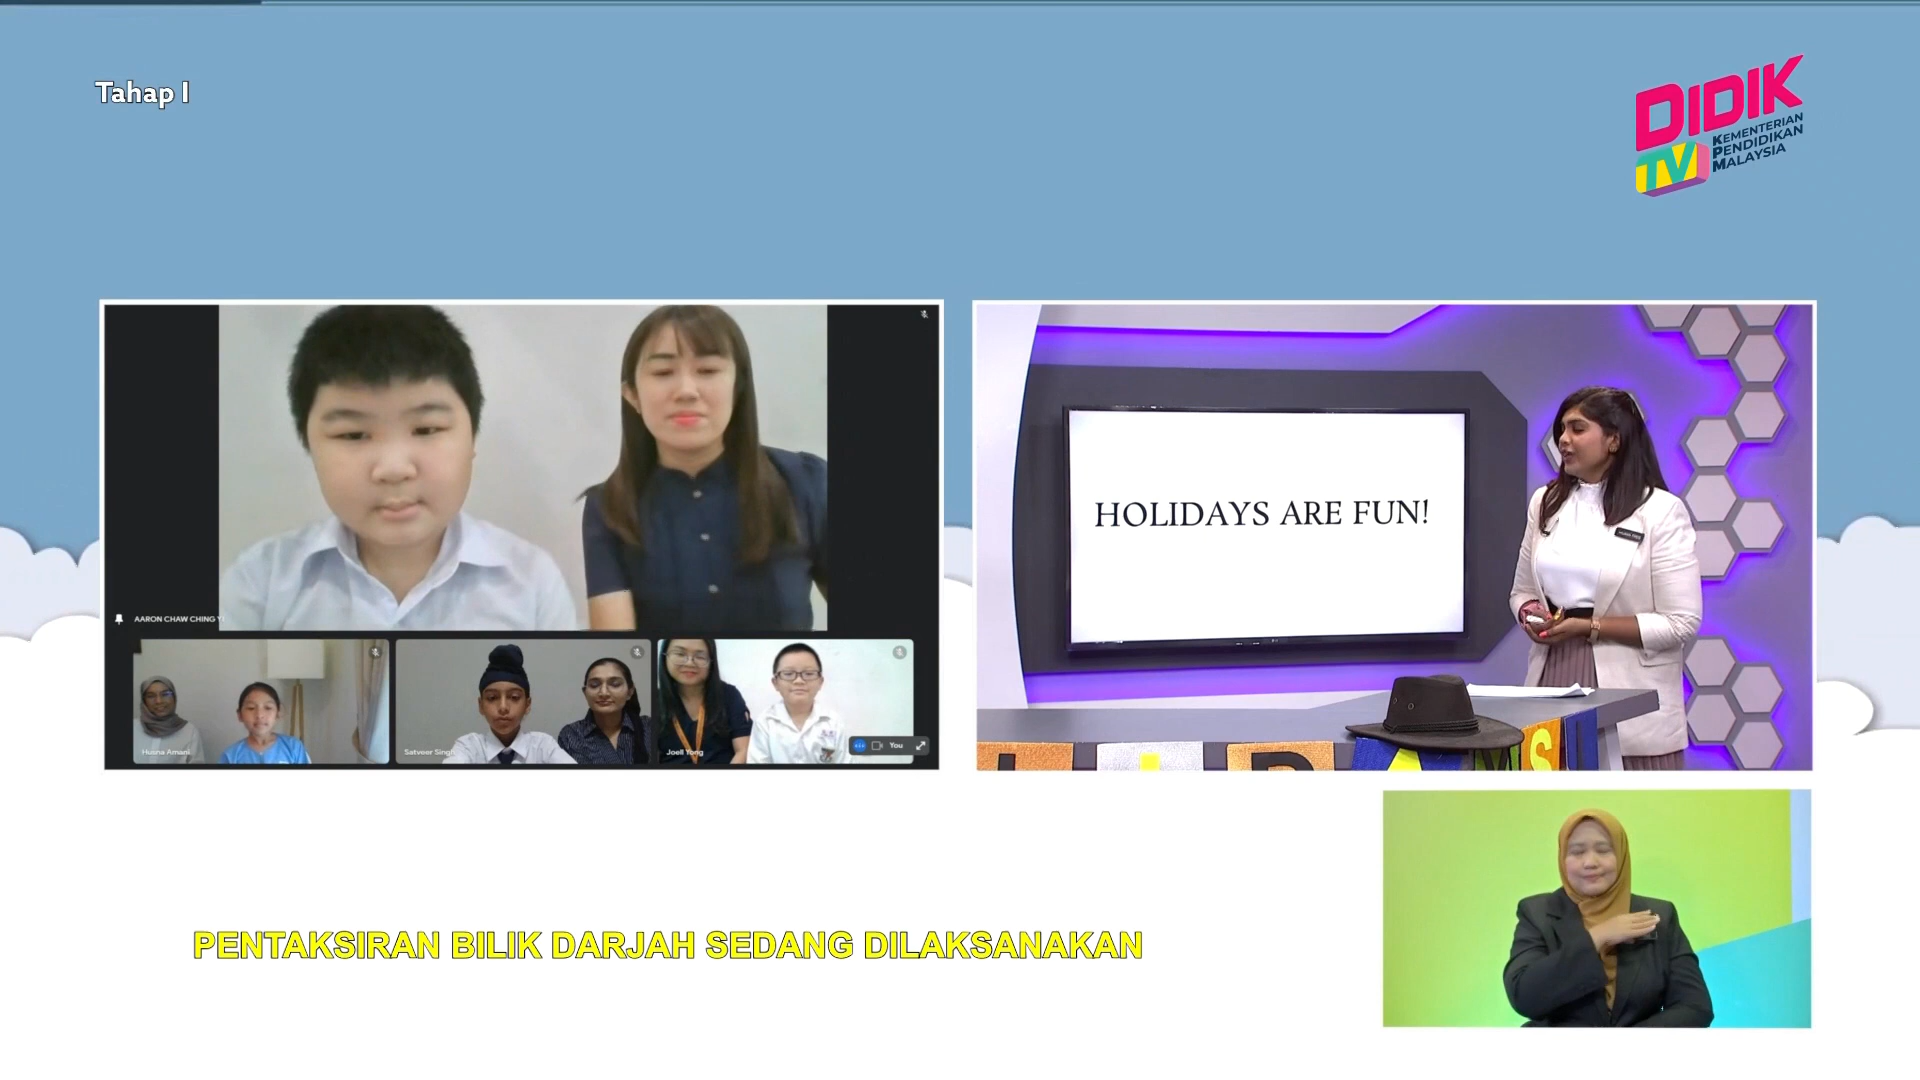 Tahap I
DIDIK
TV
KEMENTERIAN
PENDIDIKAN
MALAYSIA
HOLIDAYS ARE FUN!
AARON CHAW CHING Y
Husna Amani
Satveer Singh
Joell Yong
You
PENTAKSIRAN BILIK DARJAH SEDANG DILAKSANAKAN